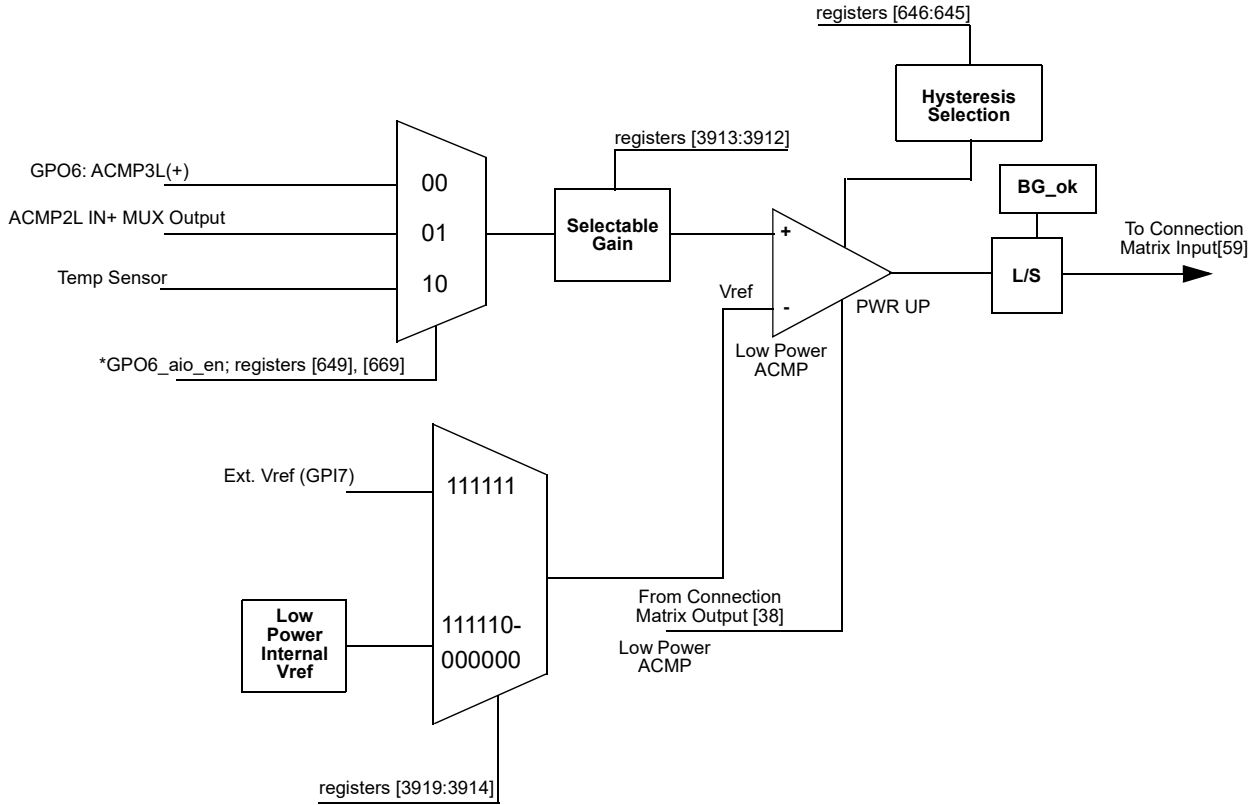 registers [646:645]
Hysteresis
Selection
registers [3913:3912]
GPO6: ACMP3L(+)
00
BG_ok
ACMP2L IN+ MUX Output
01
Selectable
Gain
+
To Connection
Matrix Input[59]
Temp Sensor
10
L/S
Vref
-
PWR UP
Low Power
ACMP
*GPO6_aio_en; registers [649], [669]
Ext. Vref (GPI7)
111111
From Connection
Matrix Output [38]
Low Power
ACMP
Low
Power
Internal
Vref
111110-
000000
registers [3919:3914]